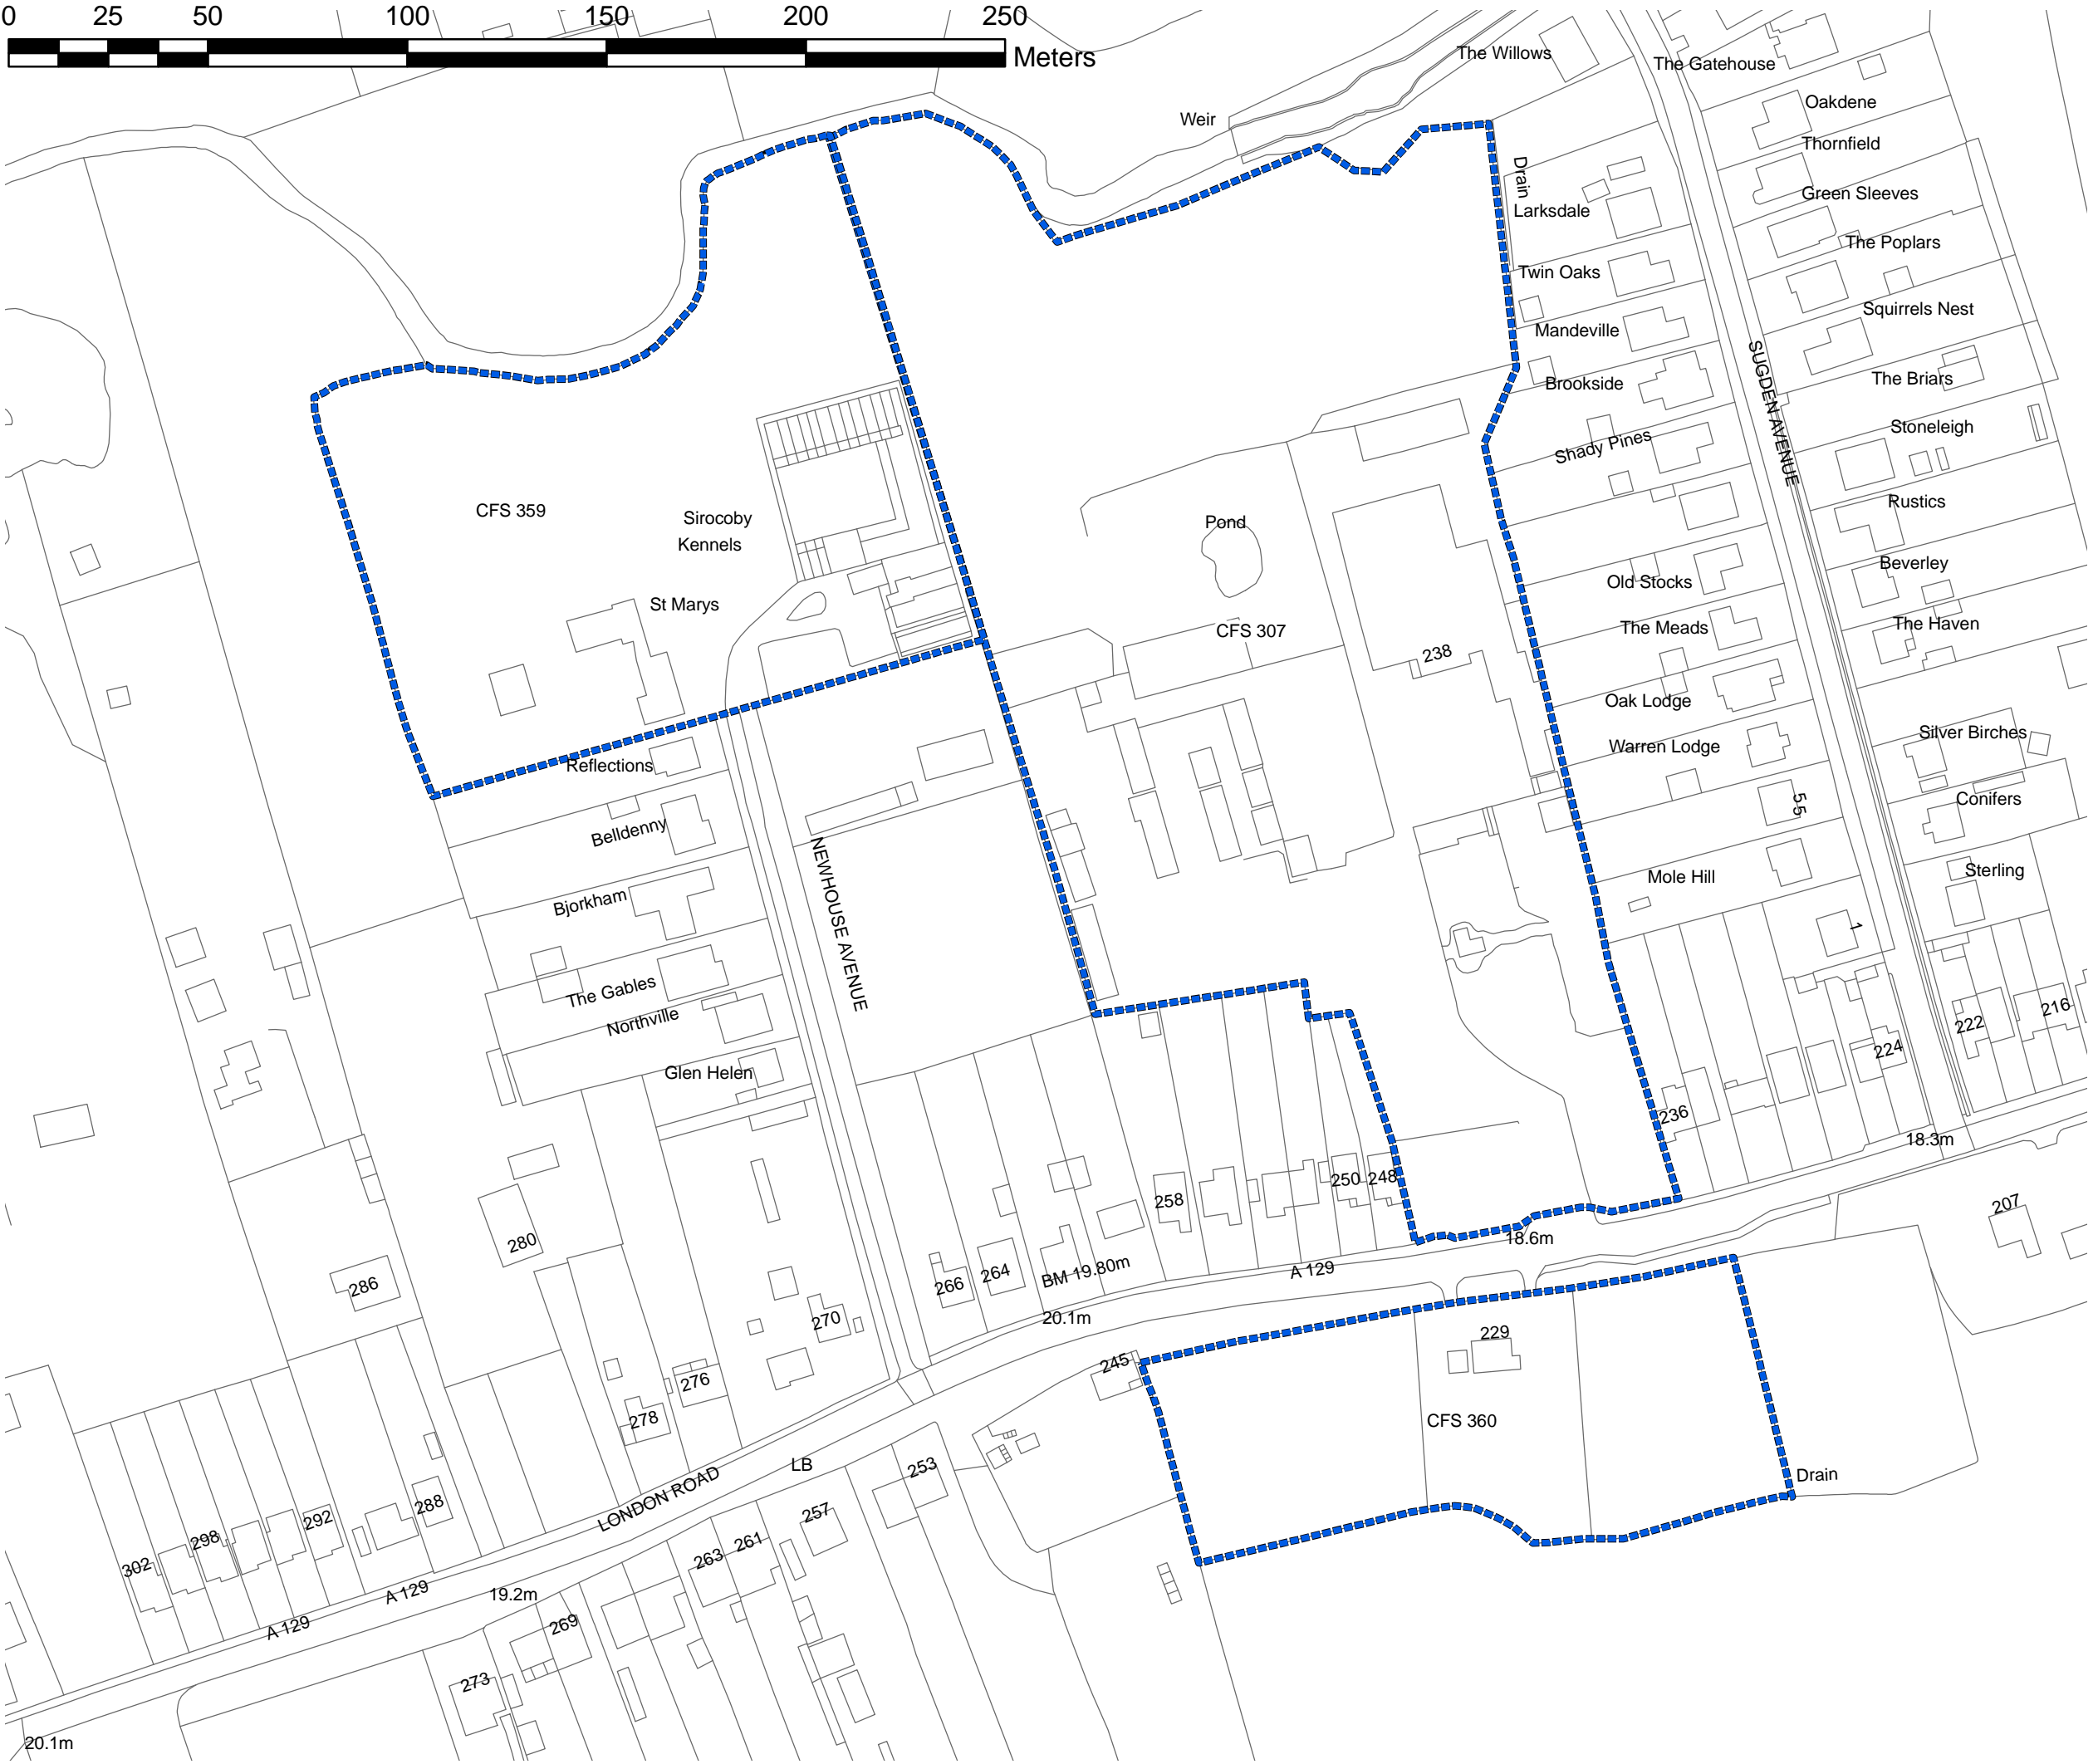 0 25 50 100 150 200 250
Meters
The Willows
The Gatehouse
Oakdene
Weir
Thornfield
Drain
Green Sleeves
Larksdale
The Poplars
Twin Oaks
Squirrels Nest
Mandeville
SUGDEN AVENUE
The Briars
Brookside
Stoneleigh
Shady Pines
Rustics
CFS 359
Sirocoby
Kennels
Pond
Beverley
Old Stocks
St Marys
The Haven
The Meads
CFS 307
238
Oak Lodge
Silver Birches
Warren Lodge
Reflections
Conifers
5.5
Belldenny
Sterling
Mole Hill
NEWHOUSE AVENUE
Bjorkham
1
The Gables
216
Northville
222
224
Glen Helen
236
18.3m
250
248
258
207
280
18.6m
A 129
BM 19.80m
264
266
286
20.1m
270
229
245
276
CFS 360
278
LB
253
Drain
LONDON ROAD
288
257
292
298
261
263
302
A 129
19.2m
A 129
269
273
20.1m